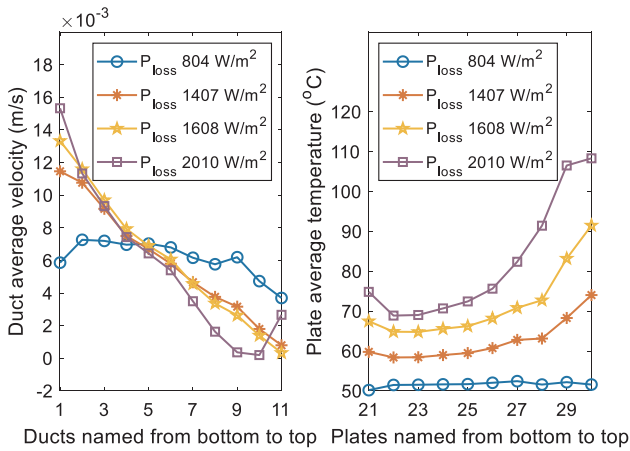 ×10⁻³
18
16
14
12
10
8
6
4
2
0
-2
Duct average velocity (m/s)
P_loss 804 W/m²
P_loss 1407 W/m²
P_loss 1608 W/m²
P_loss 2010 W/m²
1 3 5 7 9 11
Ducts named from bottom to top
120
110
100
90
80
70
60
50
Plate average temperature (°C)
P_loss 804 W/m²
P_loss 1407 W/m²
P_loss 1608 W/m²
P_loss 2010 W/m²
21 23 25 27 29
Plates named from bottom to top